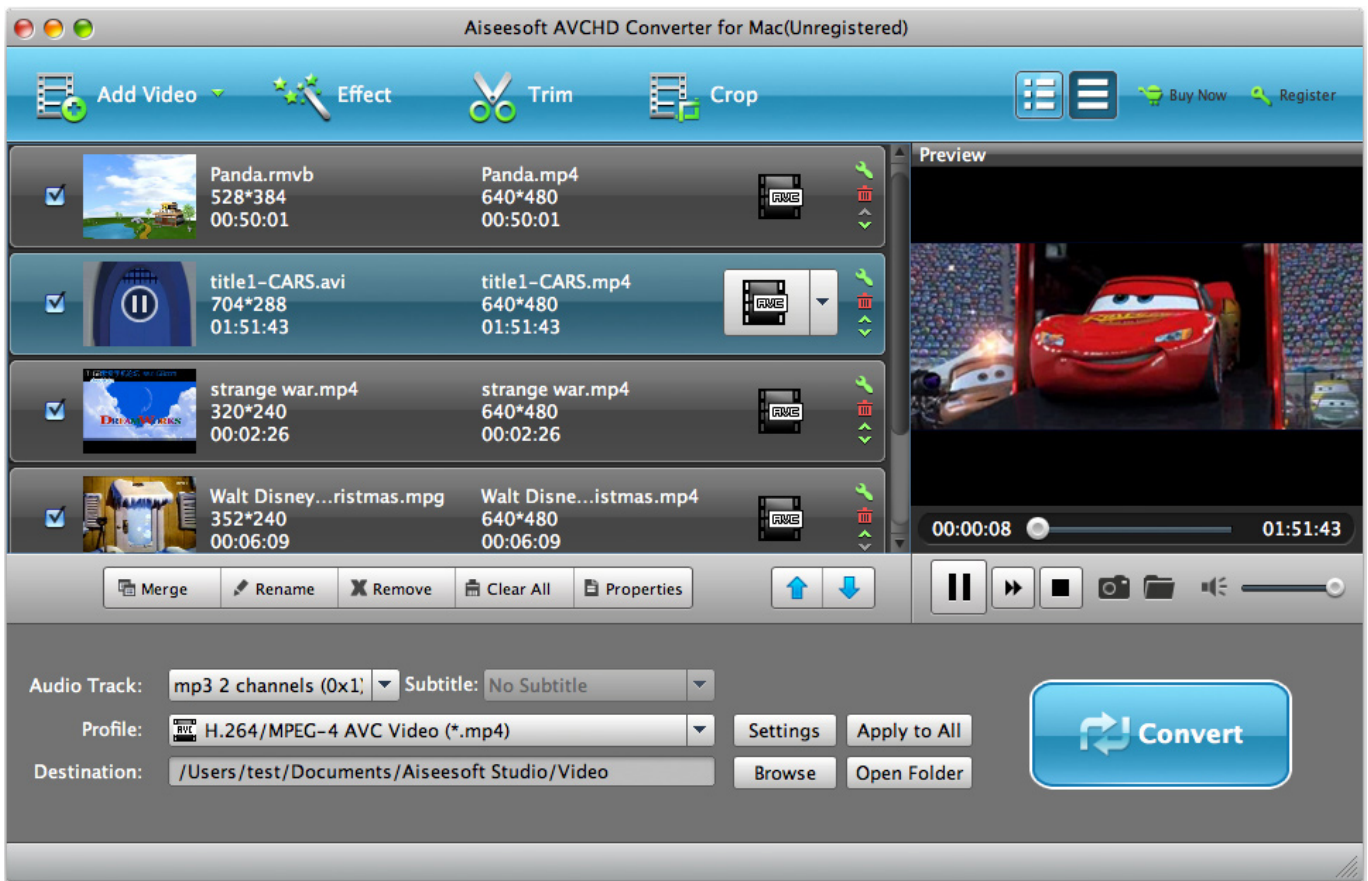 Aiseesoft AVCHD Converter for Mac(Unregistered)
Add Video
Effect
Trim
Crop
Buy Now
Register
Panda.rmvb
528*384
00:50:01
Panda.mp4
640*480
00:50:01
AVC
Preview
title1-CARS.avi
704*288
01:51:43
title1-CARS.mp4
640*480
01:51:43
AVC
DREAMWORKS
strange war.mp4
320*240
00:02:26
strange war.mp4
640*480
00:02:26
AVC
Walt Disney...ristmas.mpg
352*240
00:06:09
Walt Disne...istmas.mp4
640*480
00:06:09
AVC
00:00:08
01:51:43
Merge
Rename
Remove
Clear All
Properties
Audio Track:
mp3 2 channels (0x1)
Subtitle:
No Subtitle
Profile:
AVC
H.264/MPEG-4 AVC Video (*.mp4)
Settings
Apply to All
Destination:
/Users/test/Documents/Aiseesoft Studio/Video
Browse
Open Folder
Convert